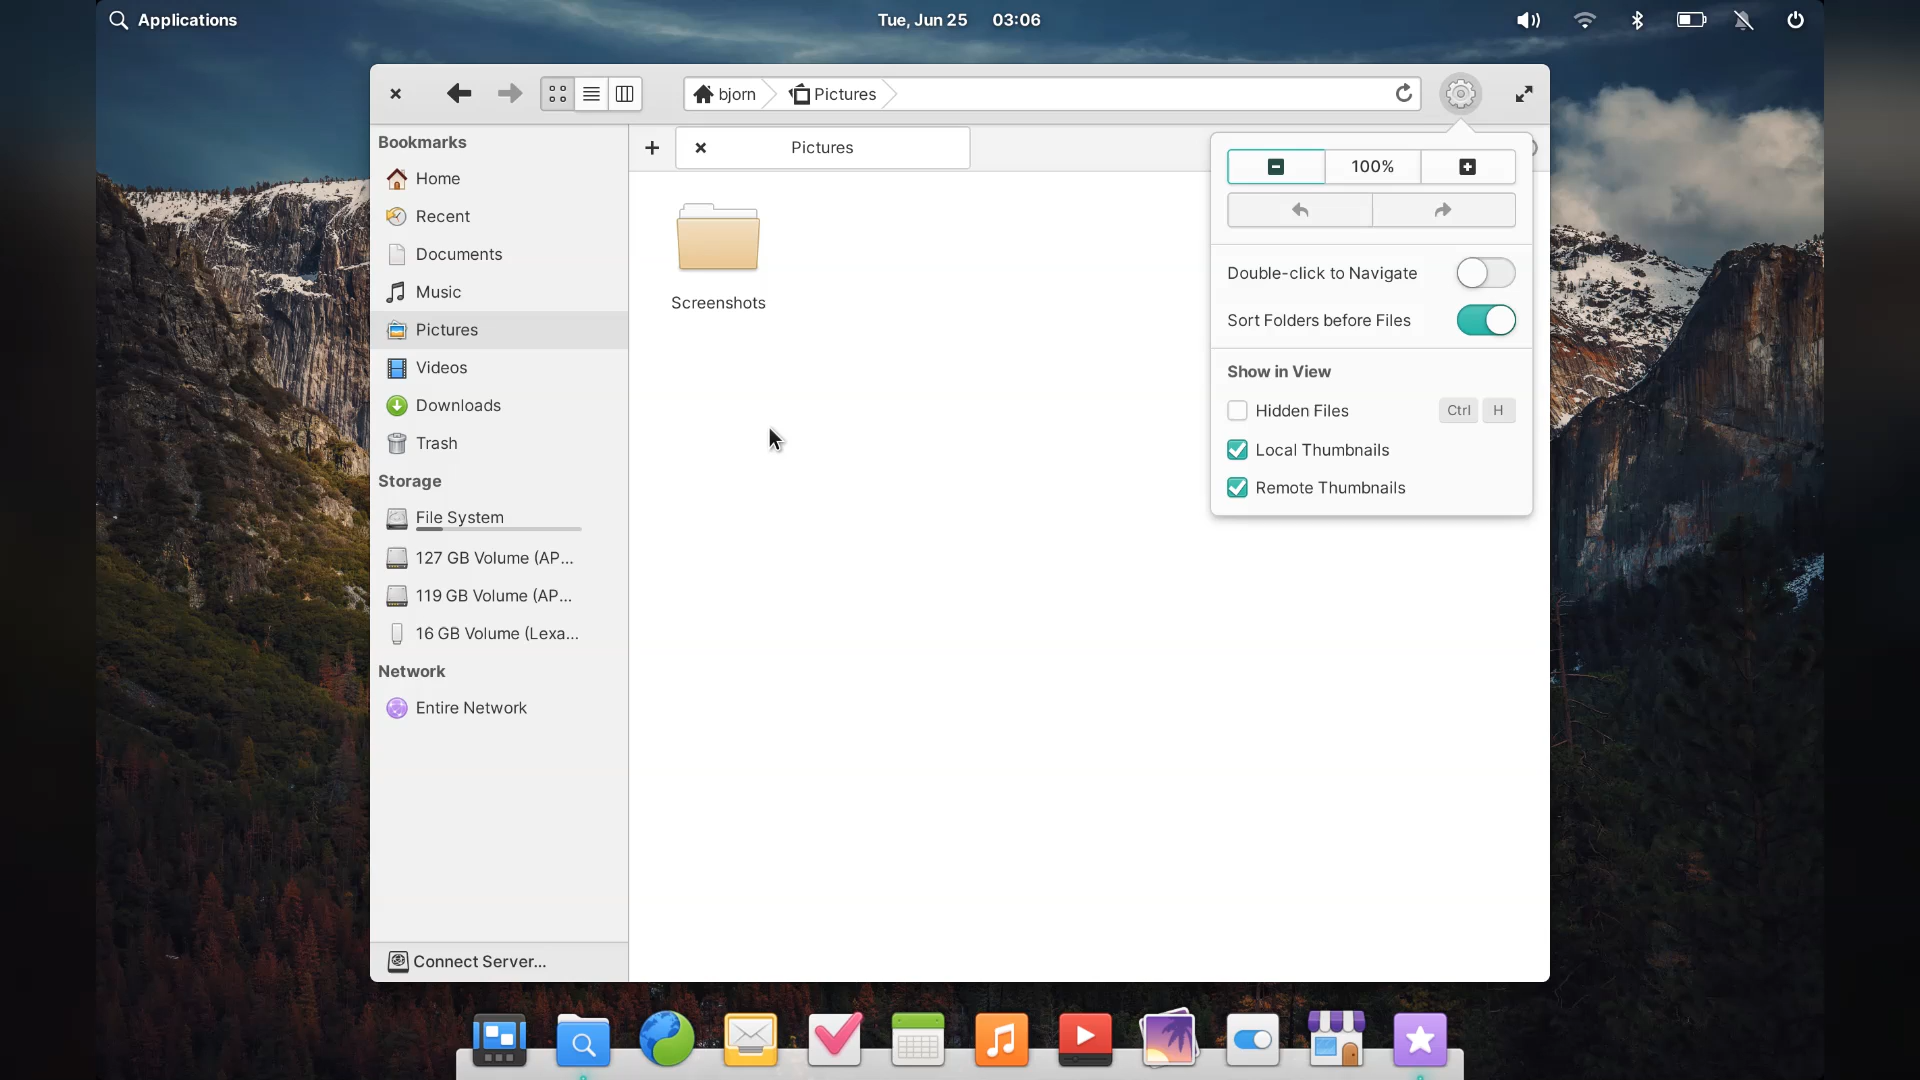 Applications
Tue, Jun 25 03:06
bjorn Pictures
Bookmarks
Home
Recent
Documents
Music
Pictures
Videos
Downloads
Trash
Storage
File System
127 GB Volume (AP...
119 GB Volume (AP...
16 GB Volume (Lexa...
Network
Entire Network
Connect Server...
Pictures
Screenshots
100%
Double-click to Navigate
Sort Folders before Files
Show in View
Hidden Files Ctrl H
Local Thumbnails
Remote Thumbnails